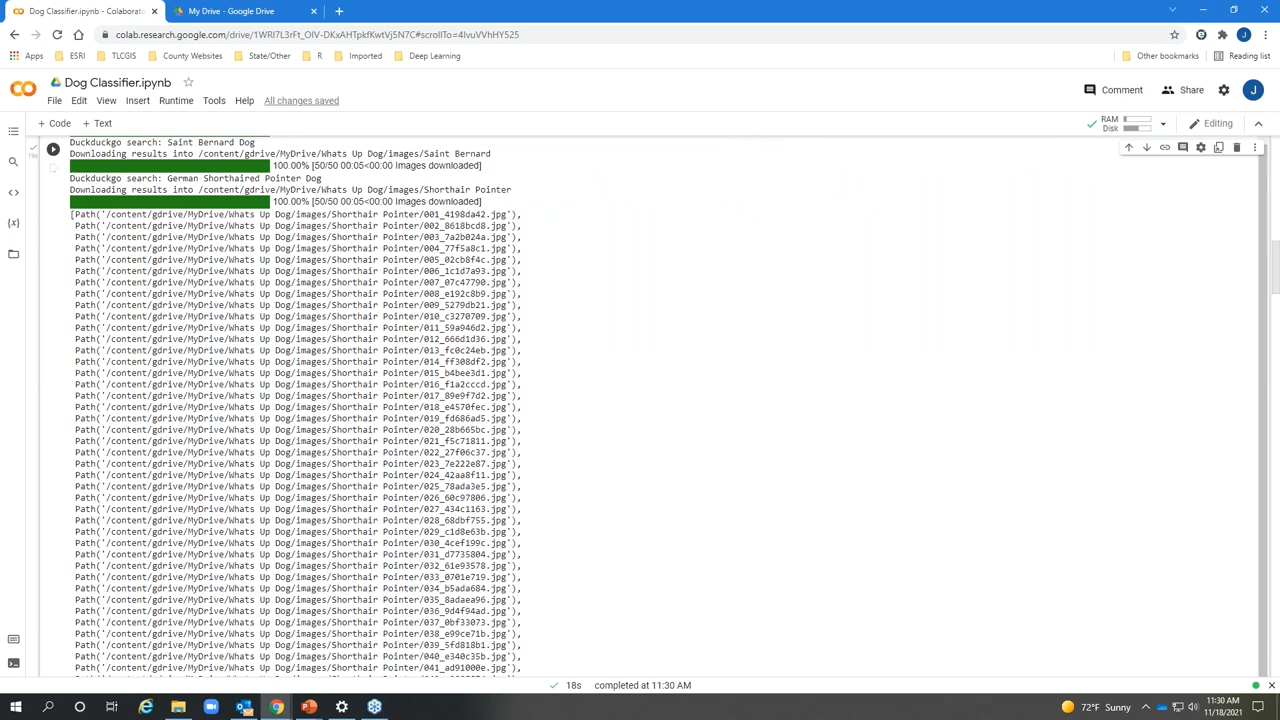 Dog Classifier.ipynb - Colaborato
My Drive - Google Drive
colab.research.google.com/drive/1WRI7L3rFt_OIV-DKxAHTpkfKwtVj5N7C#scrollTo=4IvuVVhHY525
Apps ESRI TLCGIS County Websites State/Other R Imported Deep Learning Other bookmarks Reading list
Dog Classifier.ipynb
File Edit View Insert Runtime Tools Help All changes saved
Comment Share J
+ Code + Text
RAM
Disk
Editing
19s
Duckduckgo search: Saint Bernard Dog
Downloading results into /content/gdrive/MyDrive/Whats Up Dog/images/Saint Bernard
100.00% [50/50 00:05<00:00 Images downloaded]
Duckduckgo search: German Shorthaired Pointer Dog
Downloading results into /content/gdrive/MyDrive/Whats Up Dog/images/Shorthair Pointer
100.00% [50/50 00:05<00:00 Images downloaded]
[Path('/content/gdrive/MyDrive/Whats Up Dog/images/Shorthair Pointer/001_4198da42.jpg'),
Path('/content/gdrive/MyDrive/Whats Up Dog/images/Shorthair Pointer/002_8618bcd8.jpg'),
Path('/content/gdrive/MyDrive/Whats Up Dog/images/Shorthair Pointer/003_7a2b024a.jpg'),
Path('/content/gdrive/MyDrive/Whats Up Dog/images/Shorthair Pointer/004_77f5a8c1.jpg'),
Path('/content/gdrive/MyDrive/Whats Up Dog/images/Shorthair Pointer/005_02cb8f4c.jpg'),
Path('/content/gdrive/MyDrive/Whats Up Dog/images/Shorthair Pointer/006_1c1d7a93.jpg'),
Path('/content/gdrive/MyDrive/Whats Up Dog/images/Shorthair Pointer/007_07c47790.jpg'),
Path('/content/gdrive/MyDrive/Whats Up Dog/images/Shorthair Pointer/008_e192c8b9.jpg'),
Path('/content/gdrive/MyDrive/Whats Up Dog/images/Shorthair Pointer/009_5279db21.jpg'),
Path('/content/gdrive/MyDrive/Whats Up Dog/images/Shorthair Pointer/010_c3270709.jpg'),
Path('/content/gdrive/MyDrive/Whats Up Dog/images/Shorthair Pointer/011_59a946d2.jpg'),
Path('/content/gdrive/MyDrive/Whats Up Dog/images/Shorthair Pointer/012_666d1d36.jpg'),
Path('/content/gdrive/MyDrive/Whats Up Dog/images/Shorthair Pointer/013_fc0c24eb.jpg'),
Path('/content/gdrive/MyDrive/Whats Up Dog/images/Shorthair Pointer/014_ff308df2.jpg'),
Path('/content/gdrive/MyDrive/Whats Up Dog/images/Shorthair Pointer/015_b4bee3d1.jpg'),
Path('/content/gdrive/MyDrive/Whats Up Dog/images/Shorthair Pointer/016_f1a2cccd.jpg'),
Path('/content/gdrive/MyDrive/Whats Up Dog/images/Shorthair Pointer/017_89e9f7d2.jpg'),
Path('/content/gdrive/MyDrive/Whats Up Dog/images/Shorthair Pointer/018_e4570fec.jpg'),
Path('/content/gdrive/MyDrive/Whats Up Dog/images/Shorthair Pointer/019_fd686ad5.jpg'),
Path('/content/gdrive/MyDrive/Whats Up Dog/images/Shorthair Pointer/020_28b665bc.jpg'),
Path('/content/gdrive/MyDrive/Whats Up Dog/images/Shorthair Pointer/021_f5c71811.jpg'),
Path('/content/gdrive/MyDrive/Whats Up Dog/images/Shorthair Pointer/022_27f06c37.jpg'),
Path('/content/gdrive/MyDrive/Whats Up Dog/images/Shorthair Pointer/023_7e222e87.jpg'),
Path('/content/gdrive/MyDrive/Whats Up Dog/images/Shorthair Pointer/024_42aa8f11.jpg'),
Path('/content/gdrive/MyDrive/Whats Up Dog/images/Shorthair Pointer/025_78ada3e5.jpg'),
Path('/content/gdrive/MyDrive/Whats Up Dog/images/Shorthair Pointer/026_60c97806.jpg'),
Path('/content/gdrive/MyDrive/Whats Up Dog/images/Shorthair Pointer/027_434c1163.jpg'),
Path('/content/gdrive/MyDrive/Whats Up Dog/images/Shorthair Pointer/028_68dbf755.jpg'),
Path('/content/gdrive/MyDrive/Whats Up Dog/images/Shorthair Pointer/029_c1d8e63b.jpg'),
Path('/content/gdrive/MyDrive/Whats Up Dog/images/Shorthair Pointer/030_4cef199c.jpg'),
Path('/content/gdrive/MyDrive/Whats Up Dog/images/Shorthair Pointer/031_d7735804.jpg'),
Path('/content/gdrive/MyDrive/Whats Up Dog/images/Shorthair Pointer/032_61e93578.jpg'),
Path('/content/gdrive/MyDrive/Whats Up Dog/images/Shorthair Pointer/033_0701e719.jpg'),
Path('/content/gdrive/MyDrive/Whats Up Dog/images/Shorthair Pointer/034_b5ada684.jpg'),
Path('/content/gdrive/MyDrive/Whats Up Dog/images/Shorthair Pointer/035_8adaea96.jpg'),
Path('/content/gdrive/MyDrive/Whats Up Dog/images/Shorthair Pointer/036_9d4f94ad.jpg'),
Path('/content/gdrive/MyDrive/Whats Up Dog/images/Shorthair Pointer/037_0bf33073.jpg'),
Path('/content/gdrive/MyDrive/Whats Up Dog/images/Shorthair Pointer/038_e99ce71b.jpg'),
Path('/content/gdrive/MyDrive/Whats Up Dog/images/Shorthair Pointer/039_5fd818b1.jpg'),
Path('/content/gdrive/MyDrive/Whats Up Dog/images/Shorthair Pointer/040_e340c35b.jpg'),
Path('/content/gdrive/MyDrive/Whats Up Dog/images/Shorthair Pointer/041_ad91000e.jpg'),
18s completed at 11:30 AM
72°F Sunny
11:30 AM
11/18/2021